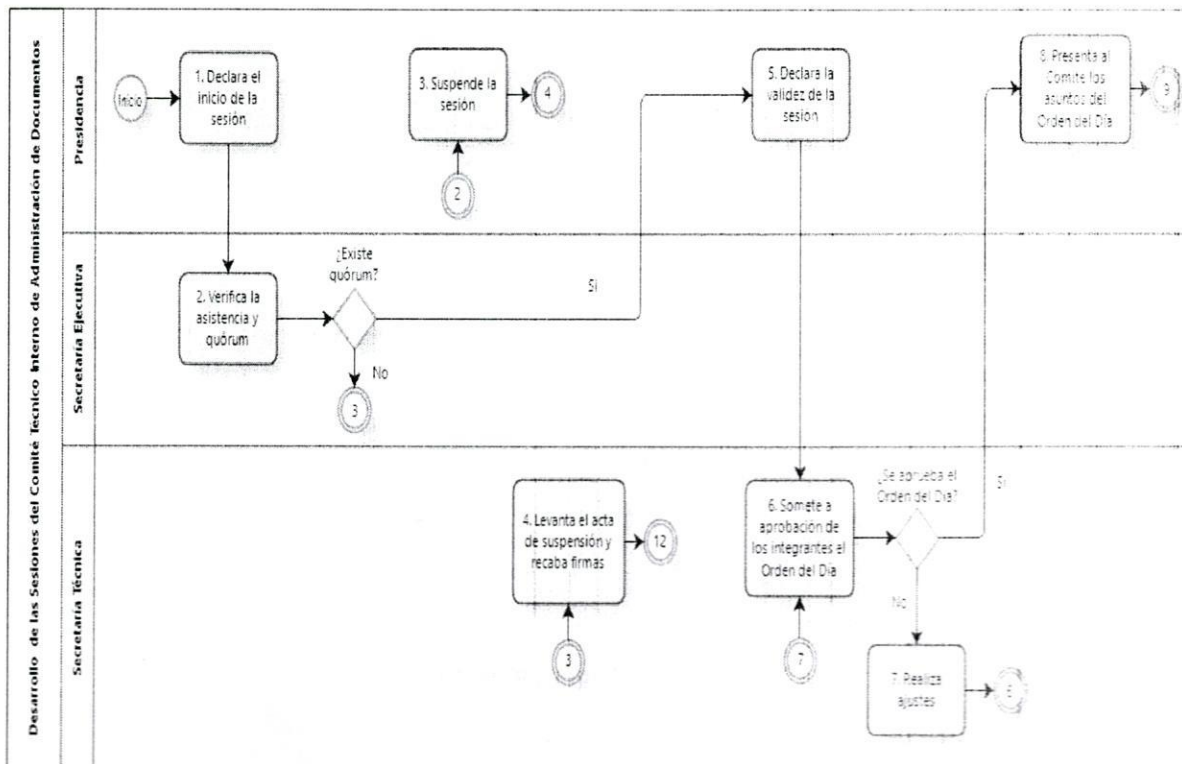 Desarrollo de las Sesiones del Comité Tecnico Interno de Administración de Documentos
Presidencia
Inicio
1. Declara el
inicio de la
sesión
3. Suspende la
sesión
4
2
5. Declara la
validez de la
sesión
8. Presenta al
Comité los
asuntos del
Orden del Día
9
Secretaría Ejecutiva
2. Verifica la
asistencia y
quórum
¿Existe
quórum?
Si
No
3
Secretaría Técnica
4. Levanta el acta
de suspensión y
recaba firmas
12
3
6. Somete a
aprobación de
los integrantes el
Orden del Día
7
¿Se aprueba el
Orden del Día?
Si
No
7. Realiza
ajustes
6